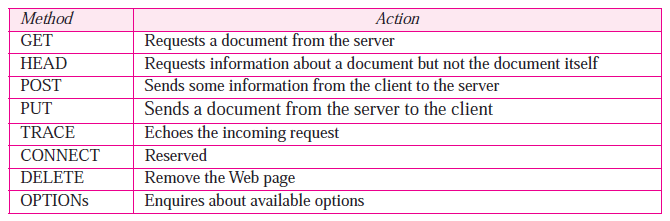 Method Action
GET Requests a document from the server
HEAD Requests information about a document but not the document itself
POST Sends some information from the client to the server
PUT Sends a document from the server to the client
TRACE Echoes the incoming request
CONNECT Reserved
DELETE Remove the Web page
OPTIONs Enquires about available options